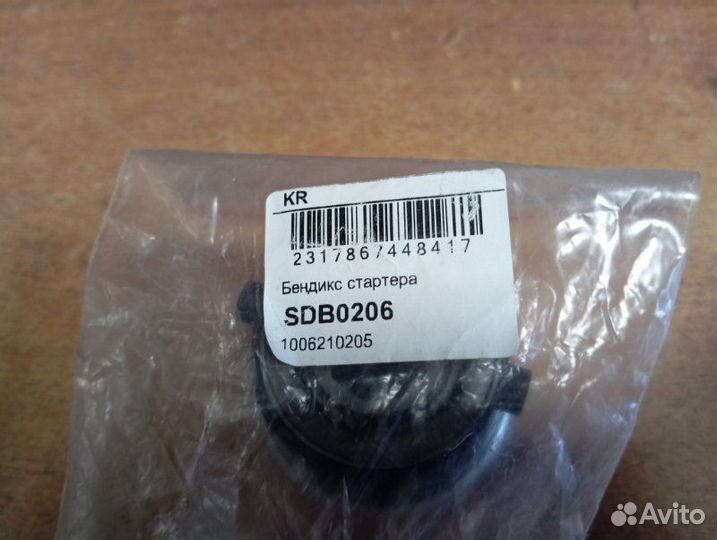 KR
2317867448417
Бендикс стартера
SDB0206
1006210205
Avito